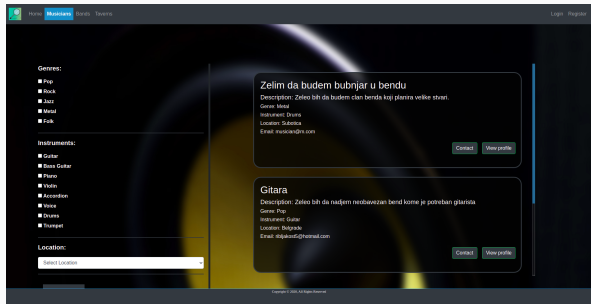 Home Musicians Bands Taverns Login Register
Genres:
Pop
Rock
Jazz
Metal
Folk
Instruments:
Guitar
Bass Guitar
Piano
Violin
Accordion
Voice
Drums
Trumpet
Location:
Select Location
Zelim da budem bubnjar u bendu
Description: Zeleo bih da budem clan benda koji planira velike stvari.
Genre: Metal
Instrument: Drums
Location: Subotica
Email: musician@m.com
Contact View profile
Gitara
Description: Zeleo bih da nadjem neobavezan bend kome je potreban gitarista
Genre: Pop
Instrument: Guitar
Location: Belgrade
Contact View profile
Copyright © 2020, All Rights Reserved